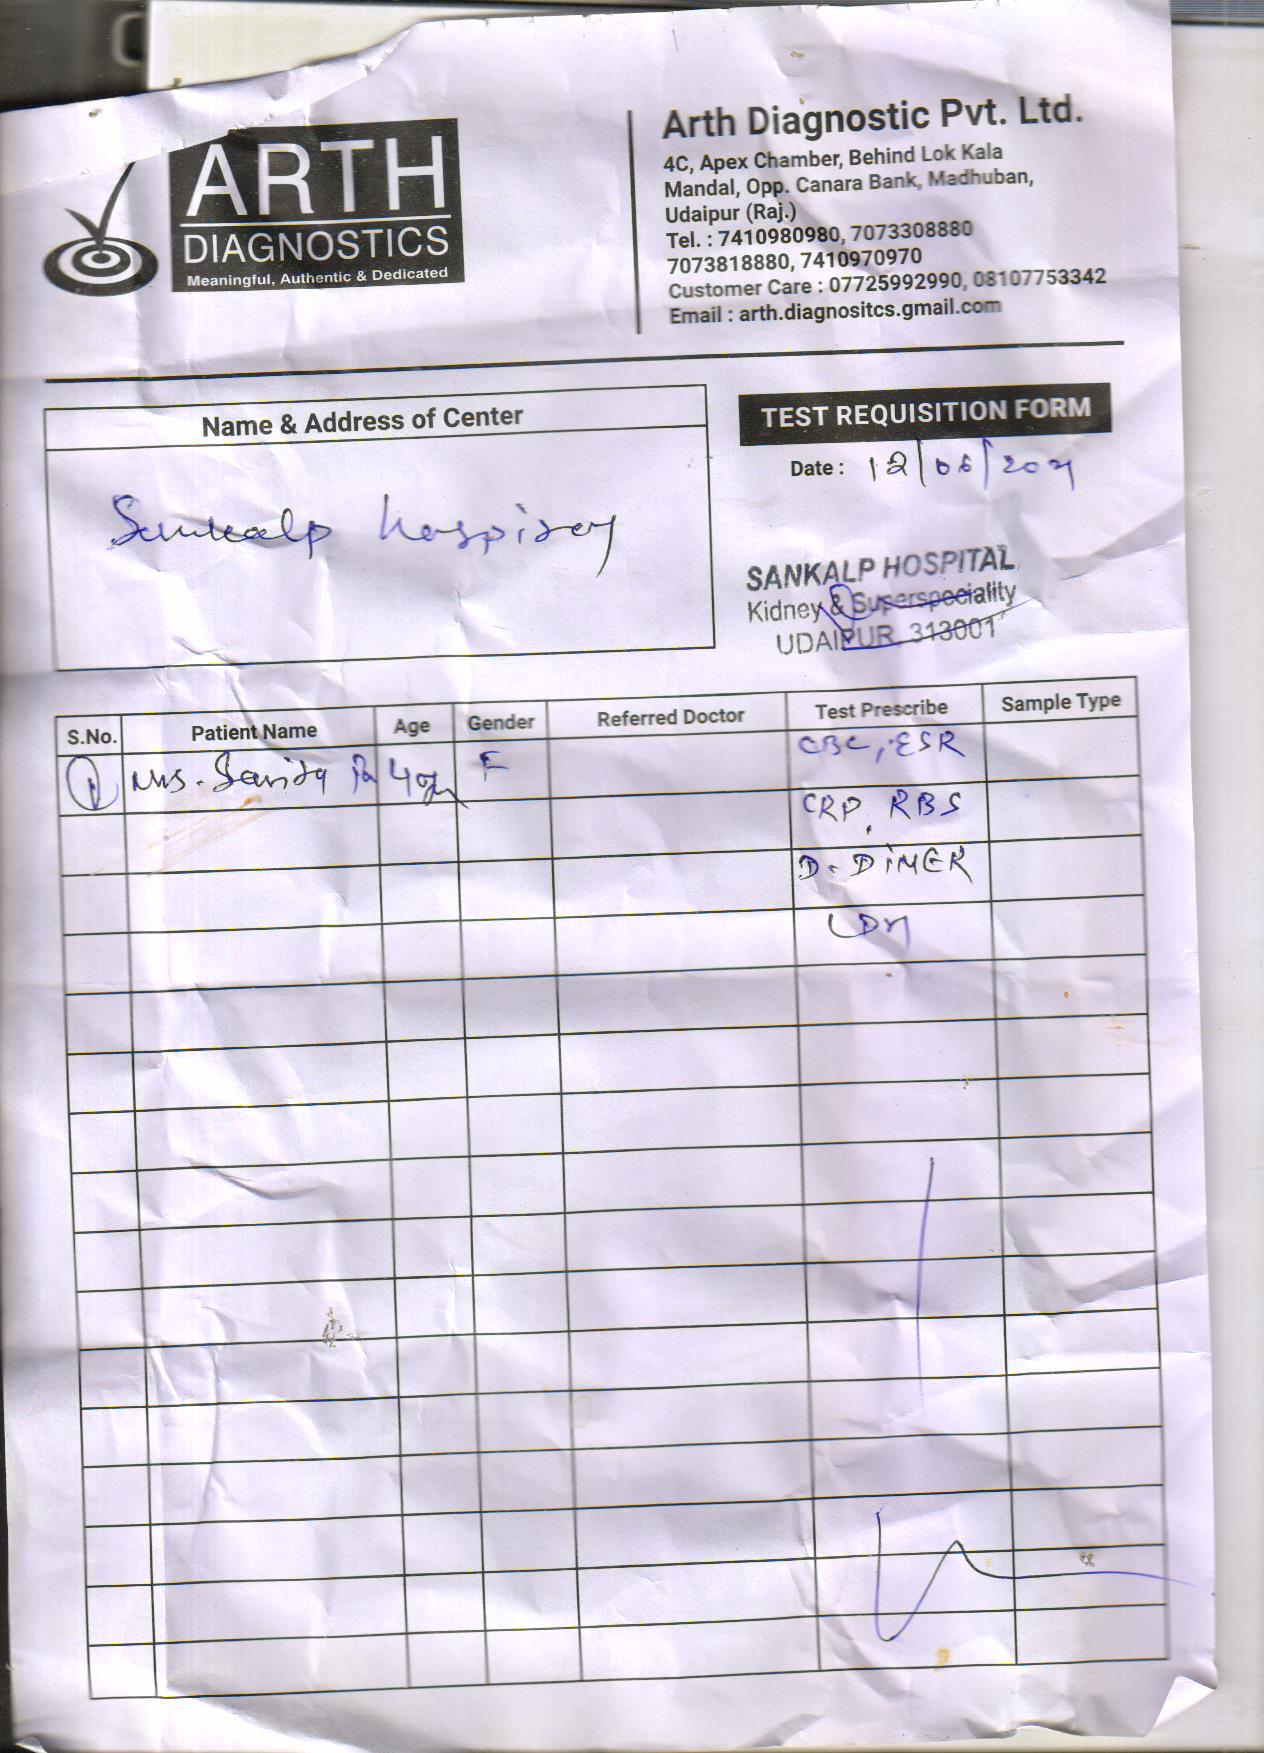 ARTH
DIAGNOSTICS
Meaningful, Authentic & Dedicated
Arth Diagnostic Pvt. Ltd.
4C, Apex Chamber, Behind Lok Kala
Mandal, Opp. Canara Bank, Madhuban,
Udaipur (Raj.)
Tel. : 7410980980, 7073308880
7073818880, 7410970970
Customer Care : 07725992990, 08107753342
Email : arth.diagnositcs.gmail.com
Name & Address of Center
Sankalp hospital
TEST REQUISITION FORM
Date : 12/06/2021
SANKALP HOSPITAL
Kidney & Superspeciality
UDAIPUR 313001
S.No. Patient Name Age Gender Referred Doctor Test Prescribe Sample Type
1 Mrs. F CBC, ESR
CRP, RBS
D. DIMER
LDH